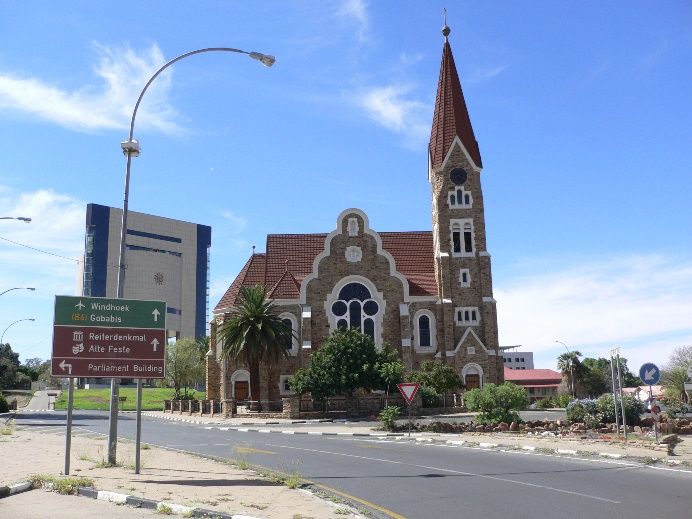 Windhoek
(B6) Gobabis
Reiterdenkmal
Alte Feste
Parliament Building